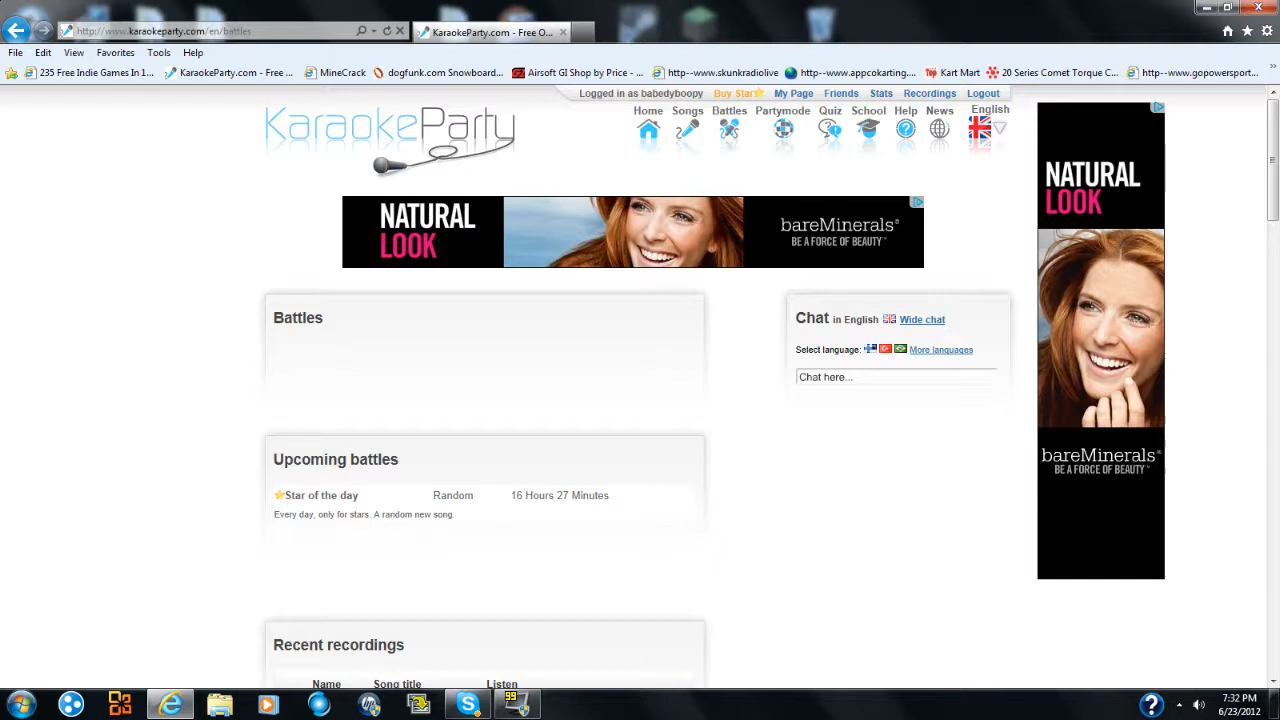 http://www.karaokeparty.com/en/battles
KaraokeParty.com - Free O...
File Edit View Favorites Tools Help
235 Free Indie Games In 1... KaraokeParty.com - Free ... MineCrack dogfunk.com Snowboard... Airsoft GI Shop by Price - ... http--www.skunkradiolive http--www.appcokarting.... Kart Mart 20 Series Comet Torque C... http--www.gopowersport...
Logged in as babedyboopy Buy Star My Page Friends Stats Recordings Logout
KaraokeParty
Home Songs Battles Partymode Quiz School Help News English
NATURAL LOOK
bareMinerals®
BE A FORCE OF BEAUTY™
NATURAL
LOOK
bareMinerals®
BE A FORCE OF BEAUTY™
Battles
Chat in English Wide chat
Select language: More languages
Chat here...
Upcoming battles
Star of the day Random 16 Hours 27 Minutes
Every day, only for stars. A random new song.
Recent recordings
Name Song title Listen
99
7:32 PM
6/23/2012